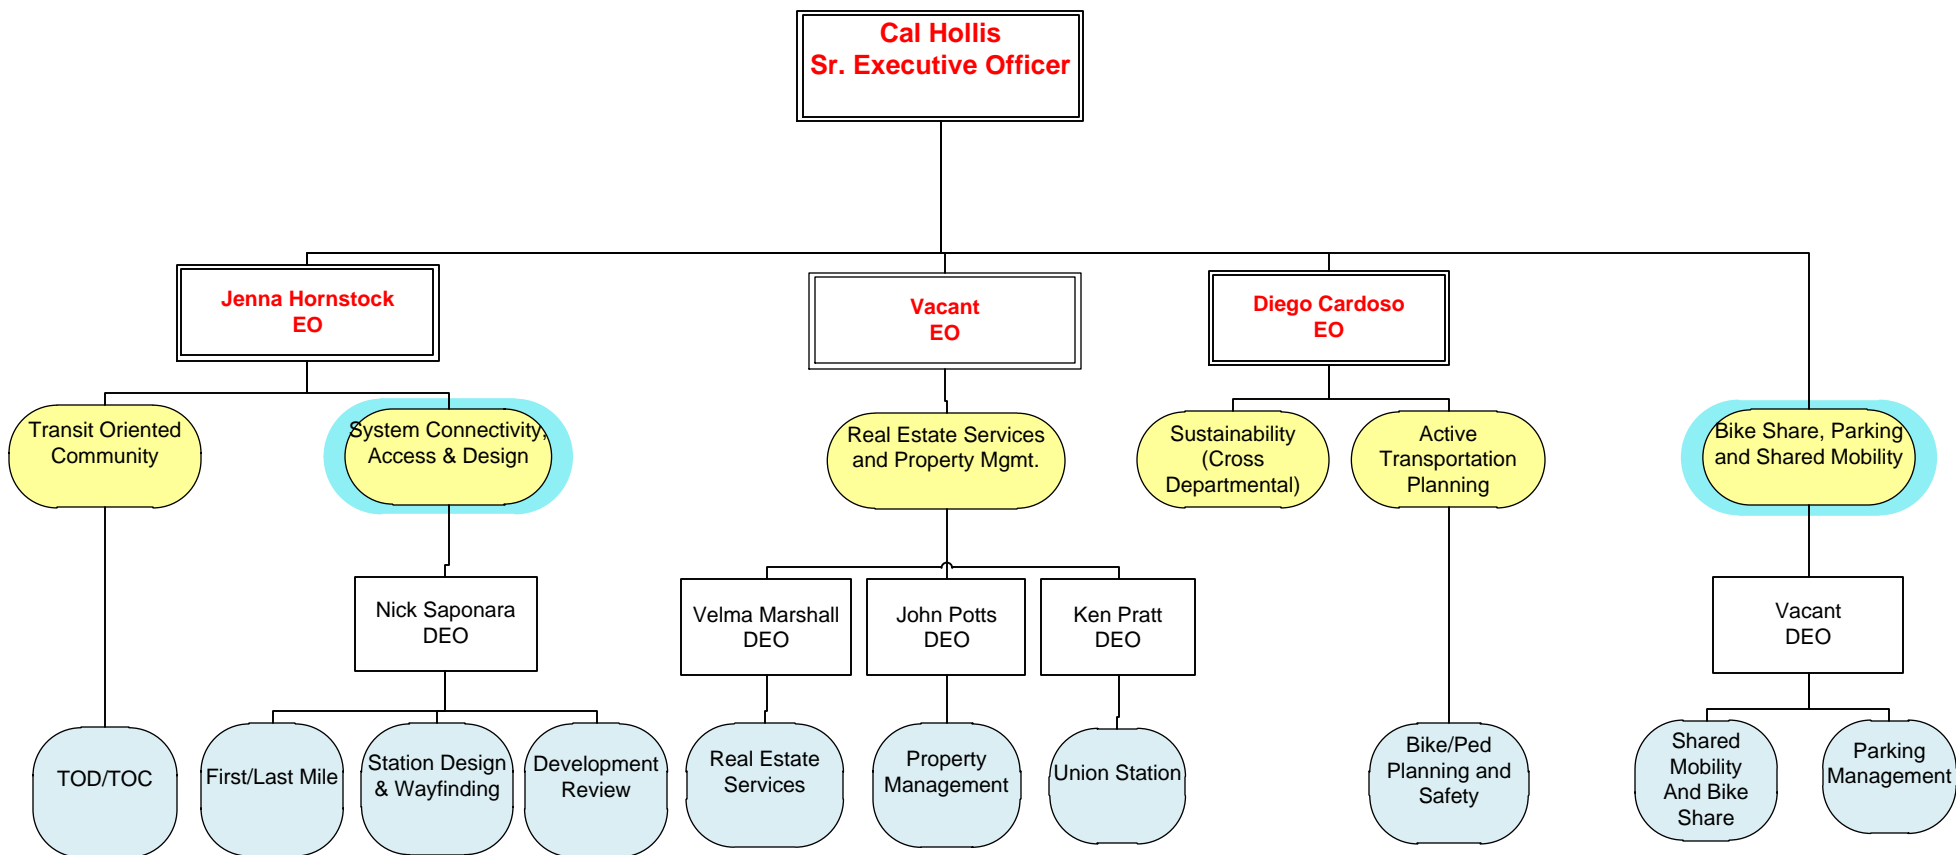 Cal Hollis
Sr. Executive Officer
Jenna Hornstock
EO
Vacant
EO
Diego Cardoso
EO
Transit Oriented
Community
System Connectivity,
Access & Design
Real Estate Services
and Property Mgmt.
Sustainability
(Cross
Departmental)
Active
Transportation
Planning
Bike Share, Parking
and Shared Mobility
Nick Saponara
DEO
Velma Marshall
DEO
John Potts
DEO
Ken Pratt
DEO
Vacant
DEO
TOD/TOC
First/Last Mile
Station Design
& Wayfinding
Development
Review
Real Estate
Services
Property
Management
Union Station
Bike/Ped
Planning and
Safety
Shared
Mobility
And Bike
Share
Parking
Management